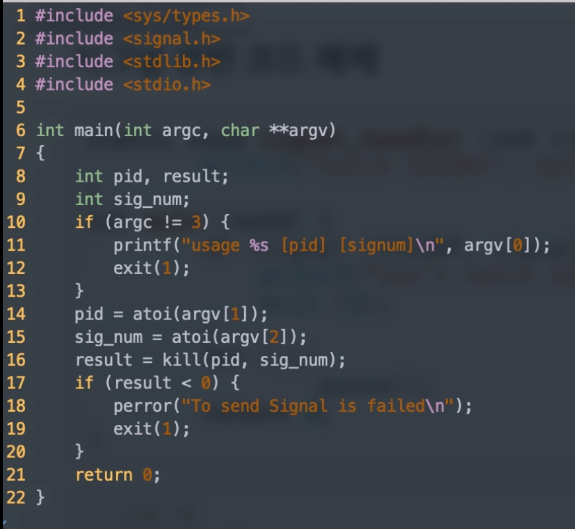 1 #include <sys/types.h>
2 #include <signal.h>
3 #include <stdlib.h>
4 #include <stdio.h>
5
6 int main(int argc, char **argv)
7 {
8     int pid, result;
9     int sig_num;
10     if (argc != 3) {
11         printf("usage %s [pid] [signum]\n", argv[0]);
12         exit(1);
13     }
14     pid = atoi(argv[1]);
15     sig_num = atoi(argv[2]);
16     result = kill(pid, sig_num);
17     if (result < 0) {
18         perror("To send Signal is failed\n");
19         exit(1);
20     }
21     return 0;
22 }